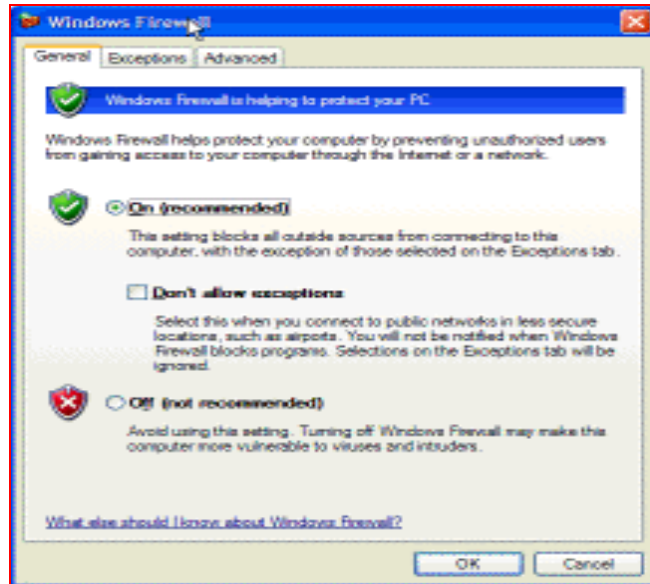 Windows Firewall
General Exceptions Advanced
Windows Firewall is helping to protect your PC
Windows Firewall helps protect your computer by preventing unauthorized users
from gaining access to your computer through the Internet or a network.
On (recommended)
This setting blocks all outside sources from connecting to this
computer, with the exception of those selected on the Exceptions tab.
Don't allow exceptions
Select this when you connect to public networks in less secure
locations, such as airports. You will not be notified when Windows
Firewall blocks programs. Selections on the Exceptions tab will be
ignored.
Off (not recommended)
Avoid using this setting. Turning off Windows Firewall may make this
computer more vulnerable to viruses and intruders.
What else should I know about Windows Firewall?
OK Cancel